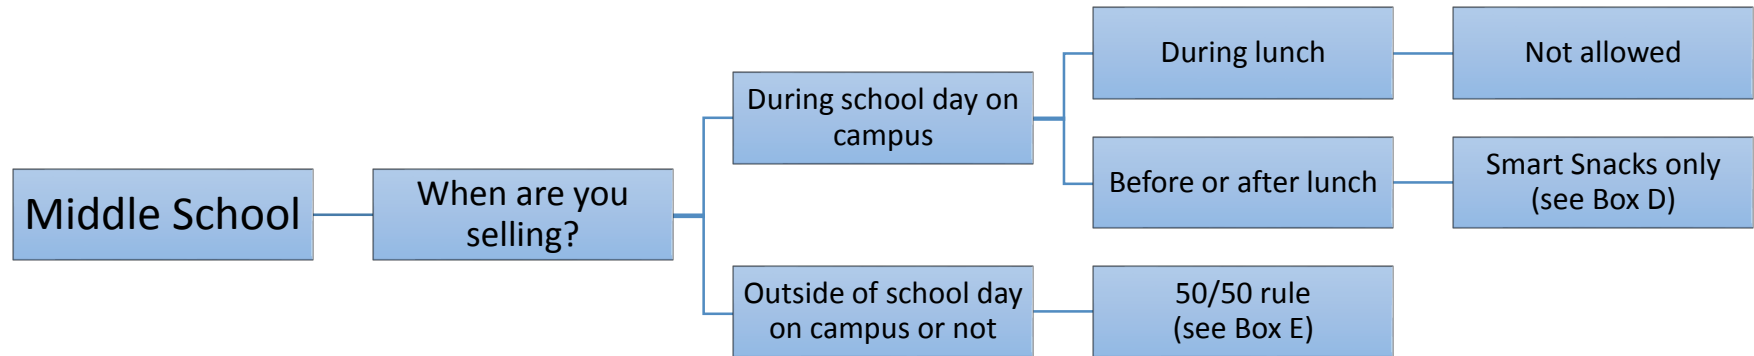 Middle School
When are you
selling?
During school day on
campus
During lunch
Not allowed
Before or after lunch
Smart Snacks only
(see Box D)
Outside of school day
on campus or not
50/50 rule
(see Box E)